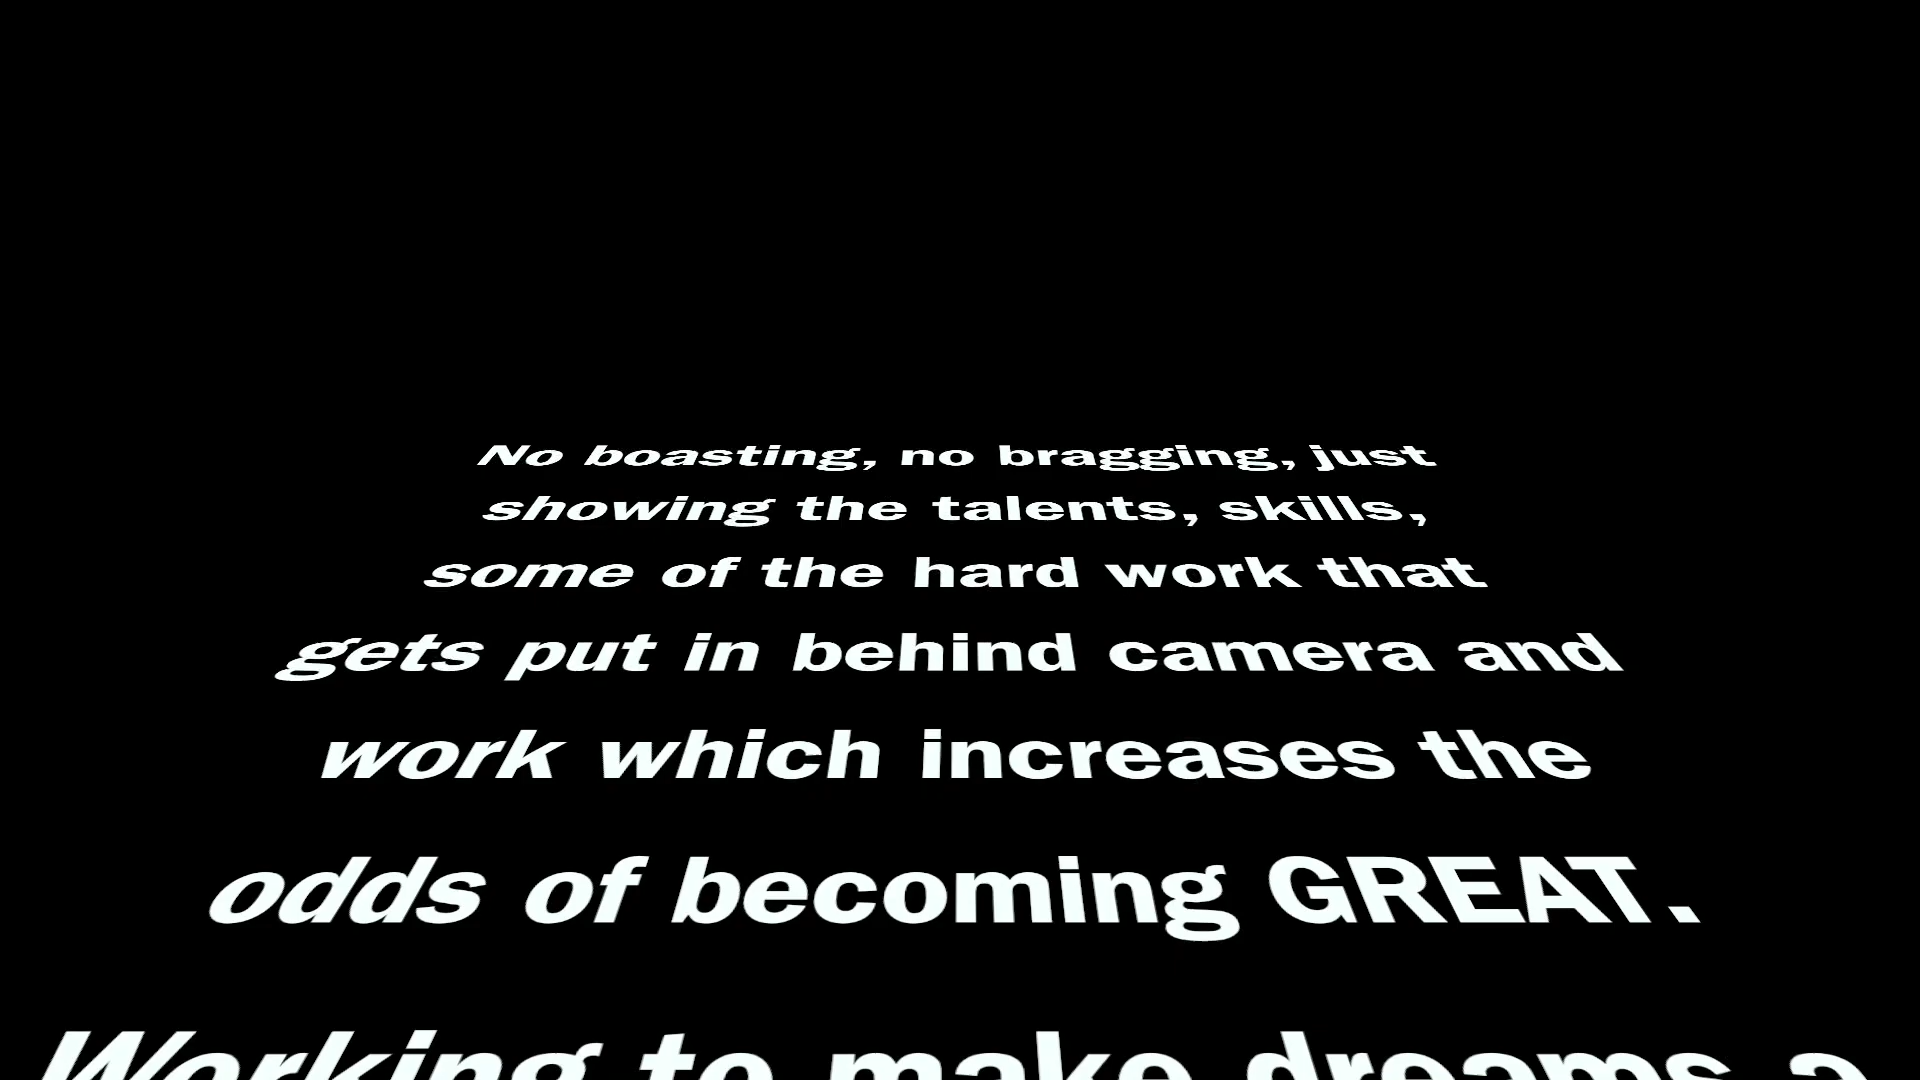 No boasting, no bragging, just
showing the talents, skills,
some of the hard work that
gets put in behind camera and
work which increases the
odds of becoming GREAT.
Working to make dreams a